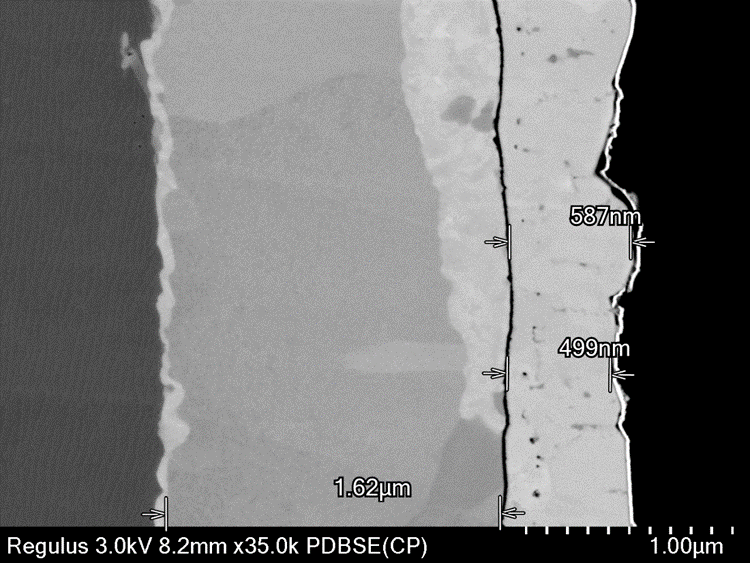 587nm
499nm
1.62μm
Regulus 3.0kV 8.2mm x35.0k PDBSE(CP)
1.00μm